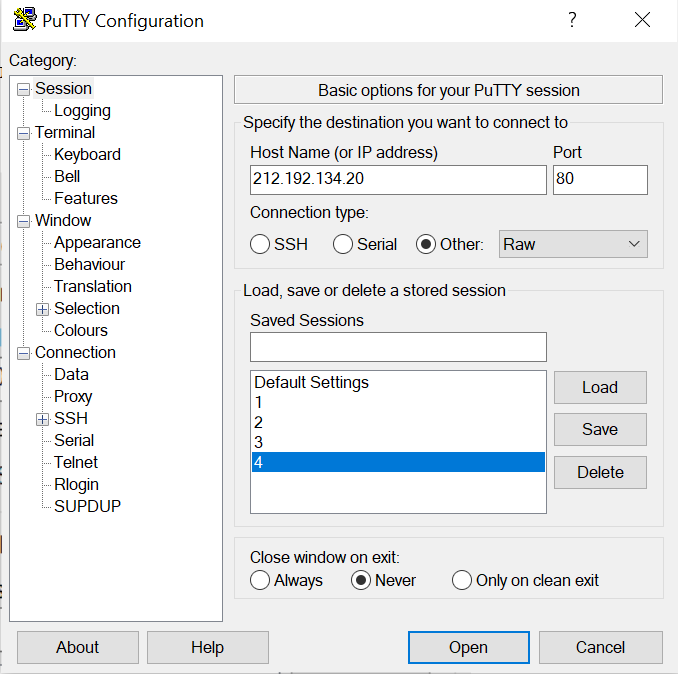 PuTTY Configuration
?
Category:
Session
Logging
Terminal
Keyboard
Bell
Features
Window
Appearance
Behaviour
Translation
Selection
Colours
Connection
Data
Proxy
SSH
Serial
Telnet
Rlogin
SUPDUP
Basic options for your PuTTY session
Specify the destination you want to connect to
Host Name (or IP address) Port
212.192.134.20 80
Connection type:
SSH Serial Other: Raw
Load, save or delete a stored session
Saved Sessions
Default Settings
1
2
3
4
Load
Save
Delete
Close window on exit:
Always Never Only on clean exit
About Help Open Cancel